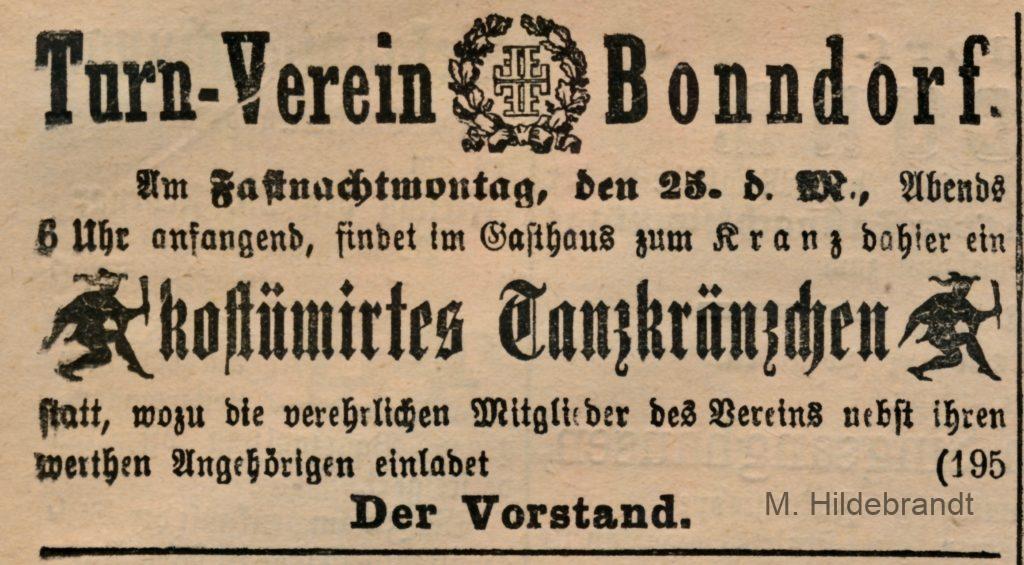 Turn-Verein Bonndorf.
Am Fastnachtmontag, den 25. d. M., Abends
6 Uhr anfangend, findet im Gasthaus zum Kranz dahier ein
kostümirtes Tanzkränzchen
statt, wozu die verehrlichen Mitglieder des Vereins nebst ihren
werthen Angehörigen einladet (195
Der Vorstand.
M. Hildebrandt